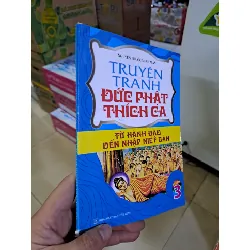 TRUYỆN TRANH
ĐỨC PHẬT
THÍCH CA
TỪ HÀNH ĐẠO
ĐẾN NHẬP NIẾT BÀN
3